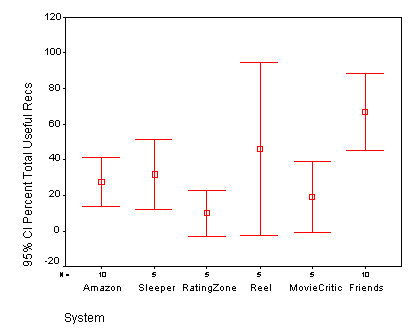 95% CI Percent Total Useful Recs
120
100
80
60
40
20
0
-20
N = 10 5 5 5 5 10
Amazon Sleeper RatingZone Reel MovieCritic Friends
System